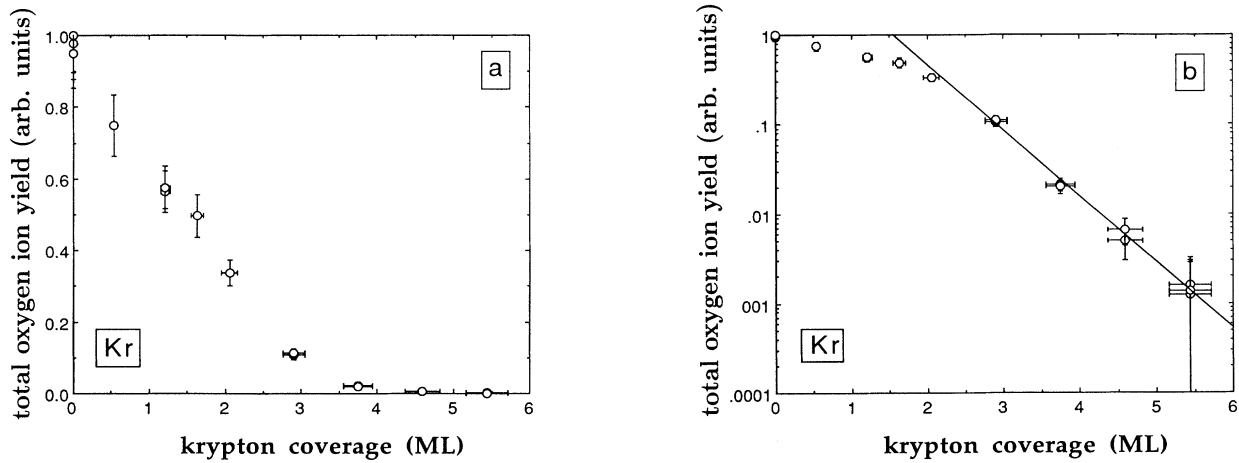 total oxygen ion yield (arb. units)
1.0
0.8
0.6
0.4
0.2
0.0
a
Kr
0 1 2 3 4 5 6
krypton coverage (ML)
total oxygen ion yield (arb. units)
10
.1
.01
001
.0001
b
Kr
0 1 2 3 4 5 6
krypton coverage (ML)